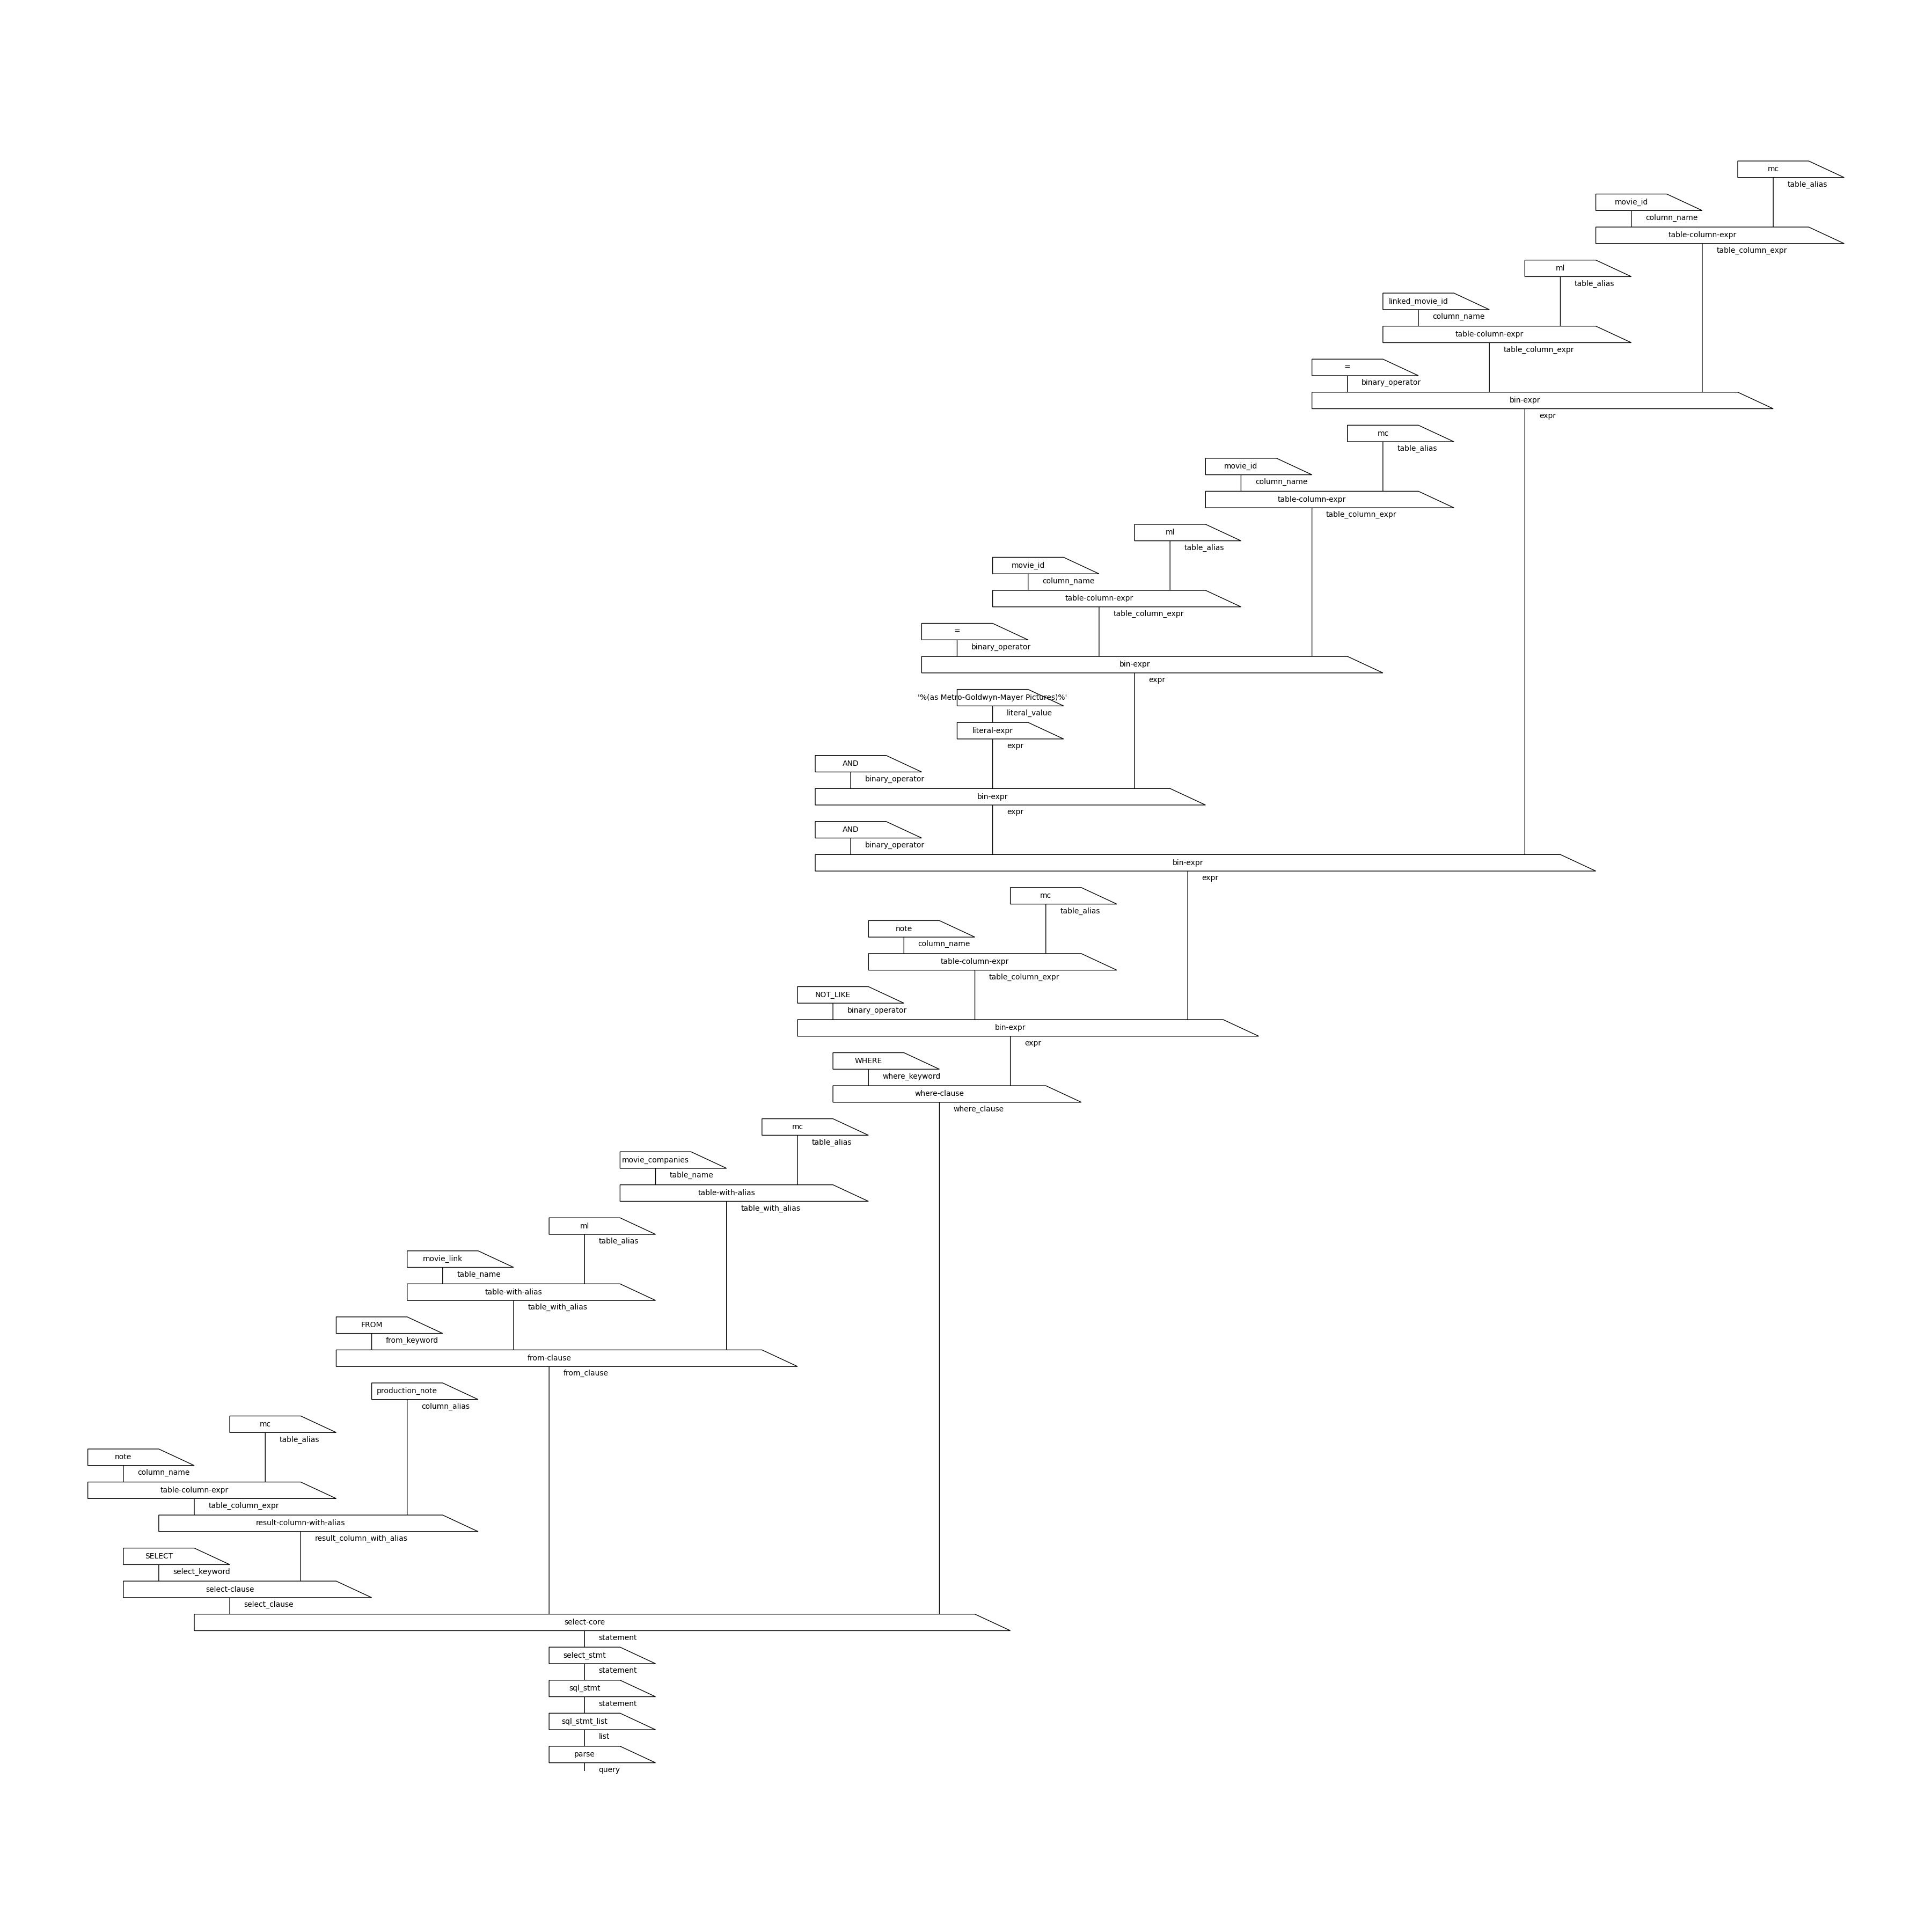 mc
table_alias
movie_id
column_name
table-column-expr
table_column_expr
ml
table_alias
linked_movie_id
column_name
table-column-expr
table_column_expr
=
binary_operator
bin-expr
expr
mc
table_alias
movie_id
column_name
table-column-expr
table_column_expr
ml
table_alias
movie_id
column_name
table-column-expr
table_column_expr
=
binary_operator
bin-expr
expr
'%(as Metro-Goldwyn-Mayer Pictures)%'
literal_value
literal-expr
expr
AND
binary_operator
bin-expr
expr
AND
binary_operator
bin-expr
expr
mc
table_alias
note
column_name
table-column-expr
table_column_expr
NOT_LIKE
binary_operator
bin-expr
expr
WHERE
where_keyword
where-clause
where_clause
mc
table_alias
movie_companies
table_name
table-with-alias
table_with_alias
ml
table_alias
movie_link
table_name
table-with-alias
table_with_alias
FROM
from_keyword
from-clause
from_clause
production_note
column_alias
mc
table_alias
note
column_name
table-column-expr
table_column_expr
result-column-with-alias
result_column_with_alias
SELECT
select_keyword
select-clause
select_clause
select-core
statement
select_stmt
statement
sql_stmt
statement
sql_stmt_list
list
parse
query